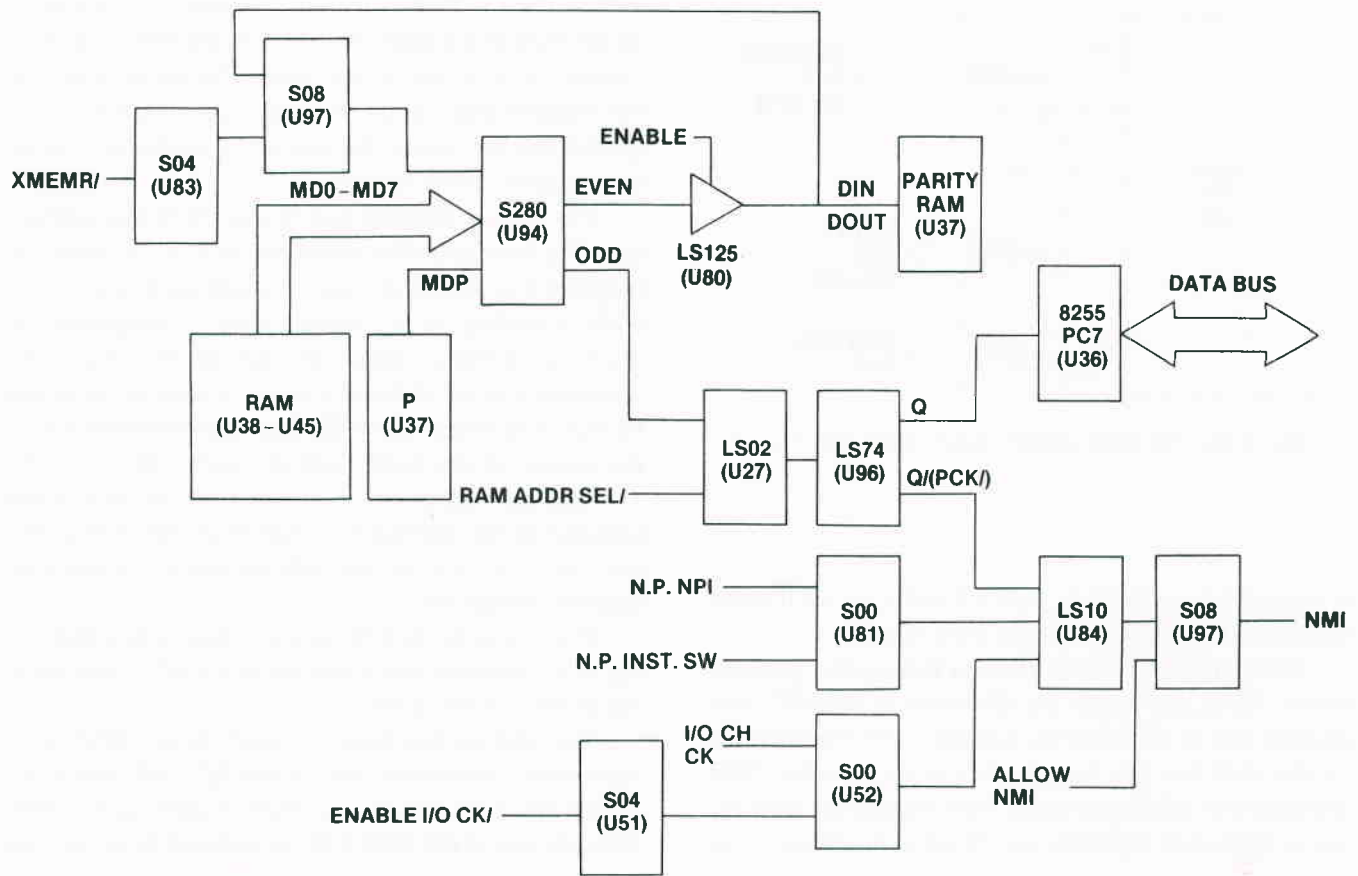 S08
(U97)
S04
(U83)
XMEMR/
MD0–MD7
ENABLE
S280
(U94)
EVEN
ODD
MDP
LS125
(U80)
DIN
DOUT
PARITY
RAM
(U37)
DATA BUS
8255
PC7
(U36)
RAM
(U38–U45)
P
(U37)
LS02
(U27)
LS74
(U96)
Q
Q/(PCK/)
RAM ADDR SEL/
N.P. NPI
N.P. INST. SW
S00
(U81)
LS10
(U84)
S08
(U97)
NMI
I/O CH
CK
S00
(U52)
ALLOW
NMI
ENABLE I/O CK/
S04
(U51)